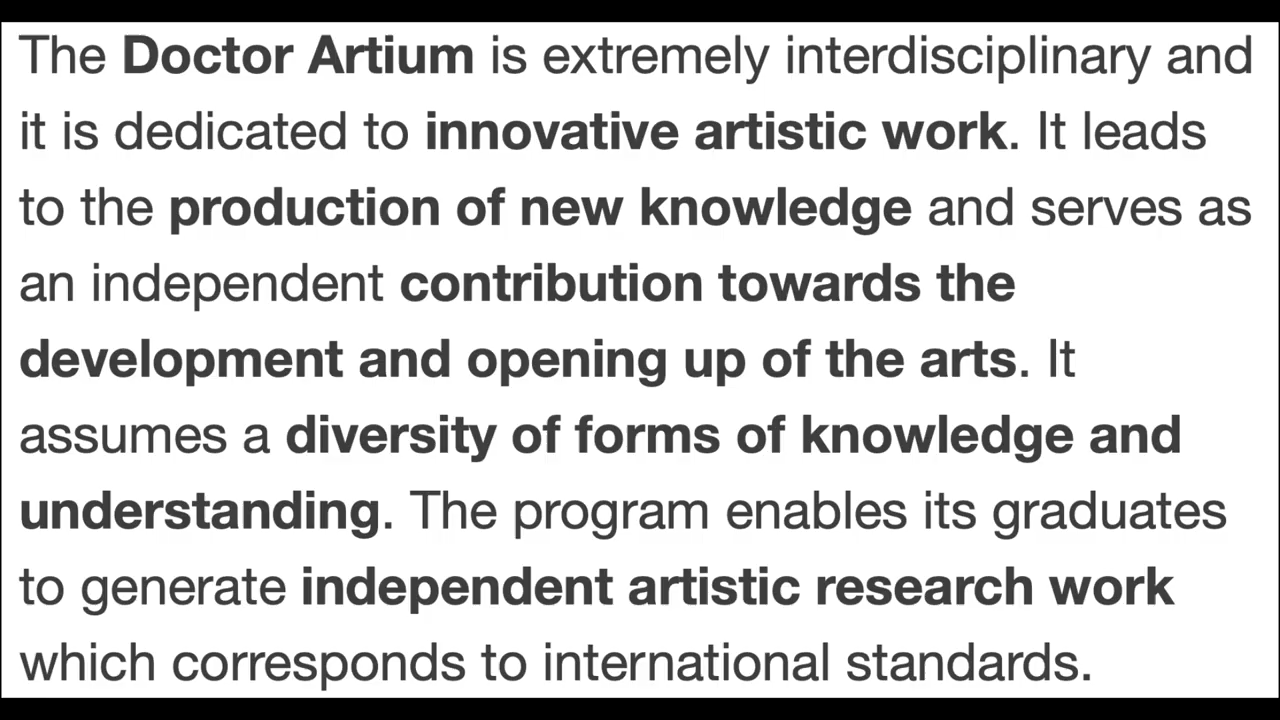 The Doctor Artium is extremely interdisciplinary and
it is dedicated to innovative artistic work. It leads
to the production of new knowledge and serves as
an independent contribution towards the
development and opening up of the arts. It
assumes a diversity of forms of knowledge and
understanding. The program enables its graduates
to generate independent artistic research work
which corresponds to international standards.